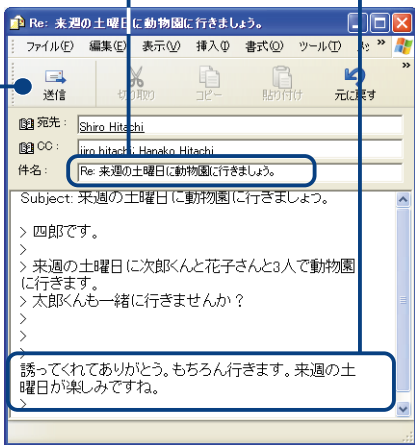 Re: 来週の土曜日に動物園に行きましょう。
ファイル(F) 編集(E) 表示(V) 挿入(I) 書式(O) ツール(T) »
»
送信 切り取り コピー 貼り付け 元に戻す
宛先: Shiro Hitachi
CC: jiro hitachi; Hanako Hitachi
件名: Re: 来週の土曜日に動物園に行きましょう。
Subject: 来週の土曜日に動物園に行きましょう。
> 四郎です。
>
> 来週の土曜日に次郎くんと花子さんと3人で動物園
に行きます。
> 太郎くんも一緒に行きませんか?
>
>
>
誘ってくれてありがとう。もちろん行きます。来週の土
曜日が楽しみですね。
>